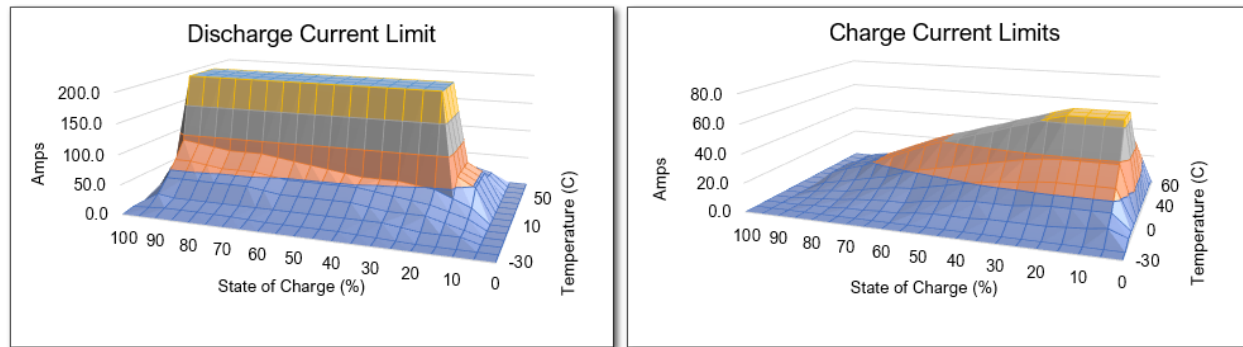 Discharge Current Limit
200.0
150.0
100.0
50.0
0.0
Amps
100 90 80 70 60 50 40 30 20 10 0
State of Charge (%)
50
10
-30
Temperature (C)
Charge Current Limits
80.0
60.0
40.0
20.0
0.0
Amps
100 90 80 70 60 50 40 30 20 10 0
State of Charge (%)
60
40
0
-30
Temperature (C)